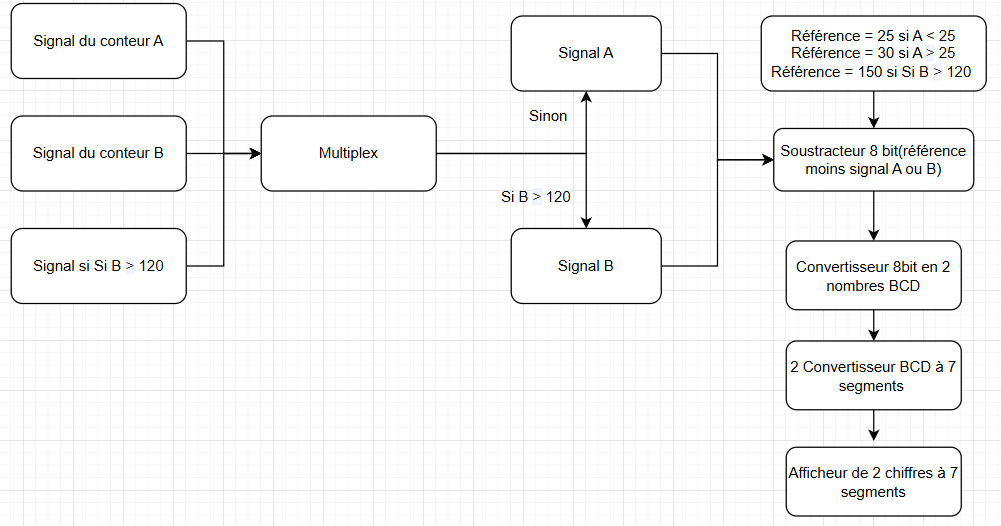 Signal du conteur A
Signal du conteur B
Signal si Si B > 120
Multiplex
Sinon
Si B > 120
Signal A
Signal B
Référence = 25 si A < 25
Référence = 30 si A > 25
Référence = 150 si Si B > 120
Soustracteur 8 bit(référence
moins signal A ou B)
Convertisseur 8bit en 2
nombres BCD
2 Convertisseur BCD à 7
segments
Afficheur de 2 chiffres à 7
segments